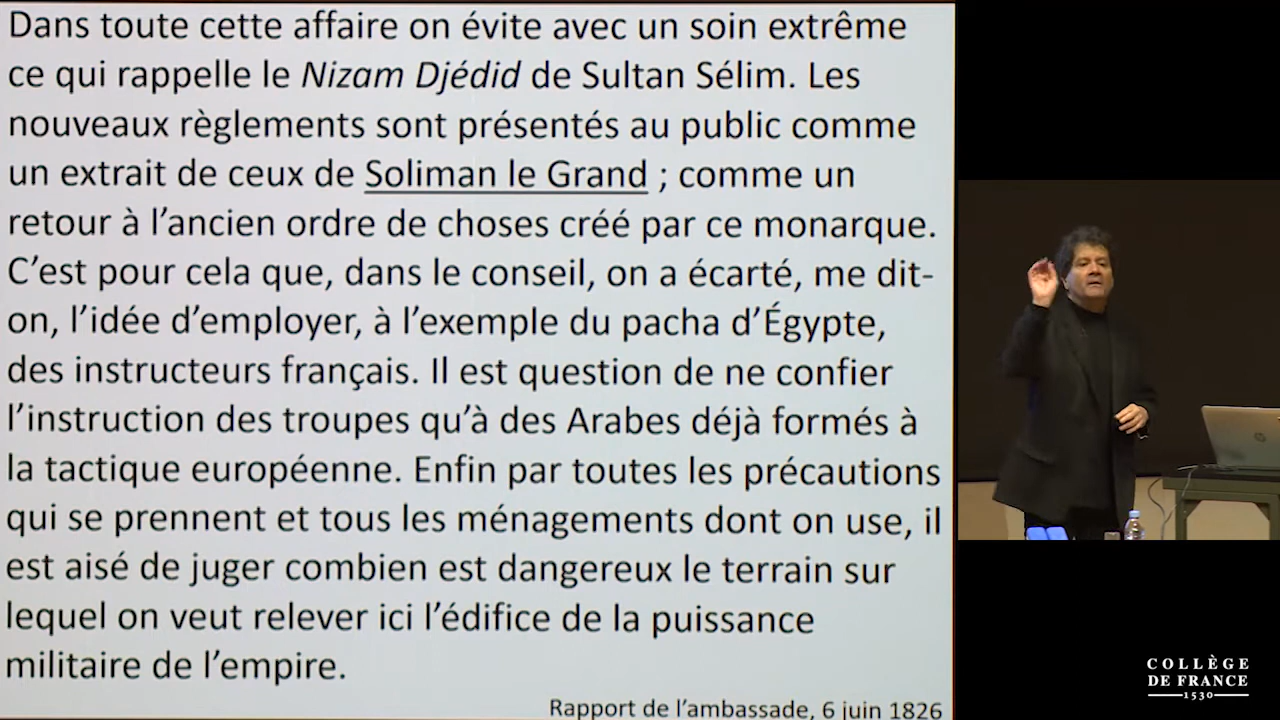 Dans toute cette affaire on évite avec un soin extrême
ce qui rappelle le Nizam Djédid de Sultan Sélim. Les
nouveaux règlements sont présentés au public comme
un extrait de ceux de Soliman le Grand ; comme un
retour à l’ancien ordre de choses créé par ce monarque.
C’est pour cela que, dans le conseil, on a écarté, me dit-
on, l’idée d’employer, à l’exemple du pacha d’Égypte,
des instructeurs français. Il est question de ne confier
l’instruction des troupes qu’à des Arabes déjà formés à
la tactique européenne. Enfin par toutes les précautions
qui se prennent et tous les ménagements dont on use, il
est aisé de juger combien est dangereux le terrain sur
lequel on veut relever ici l’édifice de la puissance
militaire de l’empire.
Rapport de l’ambassade, 6 juin 1826
COLLÈGE
DE FRANCE
1530